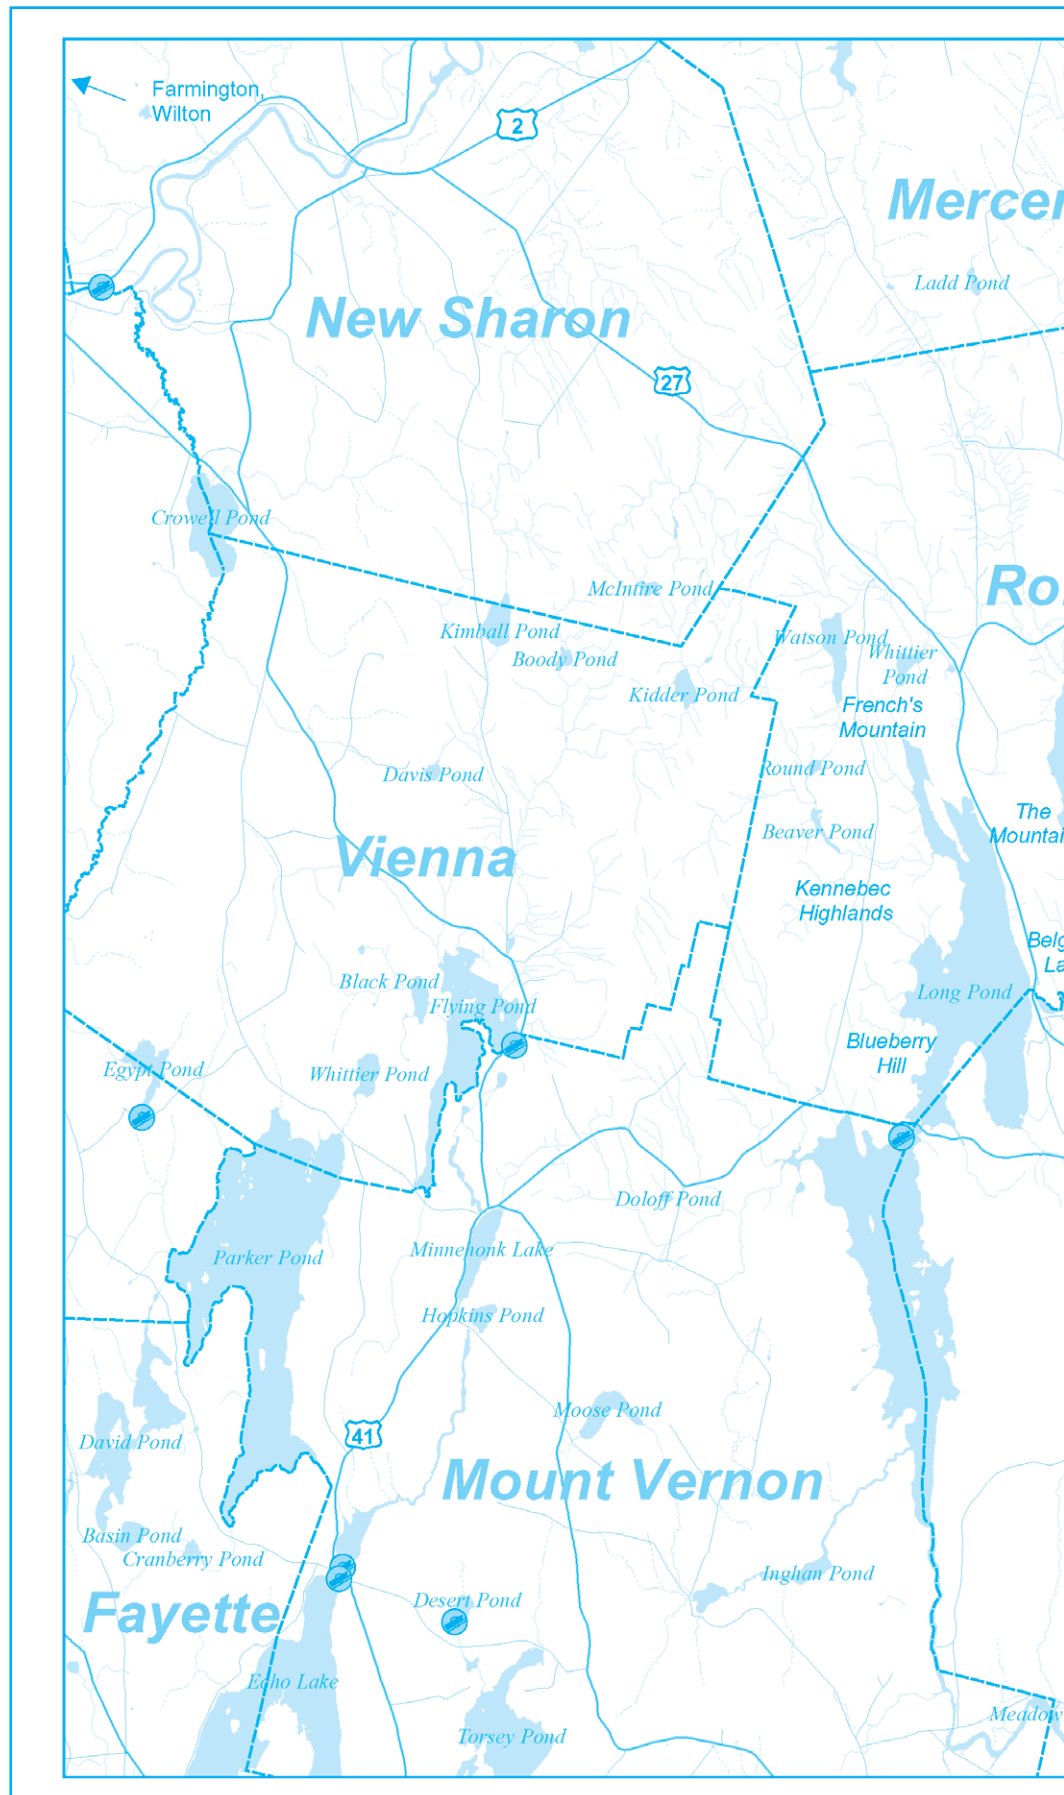 Farmington,
Wilton
2
Mercer
Ladd Pond
New Sharon
27
Crowell Pond
McIntire Pond
Kimball Pond
Boody Pond
Watson Pond
Whittier
Pond
Kidder Pond
French's
Mountain
Davis Pond
Round Pond
The
Beaver Pond
Vienna
Kennebec
Highlands
Black Pond
Flying Pond
Long Pond
Blueberry
Hill
Egypt Pond
Whittier Pond
Doloff Pond
Parker Pond
Minnehonk Lake
Hopkins Pond
Moose Pond
41
David Pond
Mount Vernon
Basin Pond
Cranberry Pond
Inghan Pond
Fayette
Desert Pond
Echo Lake
Torsey Pond
Meadow